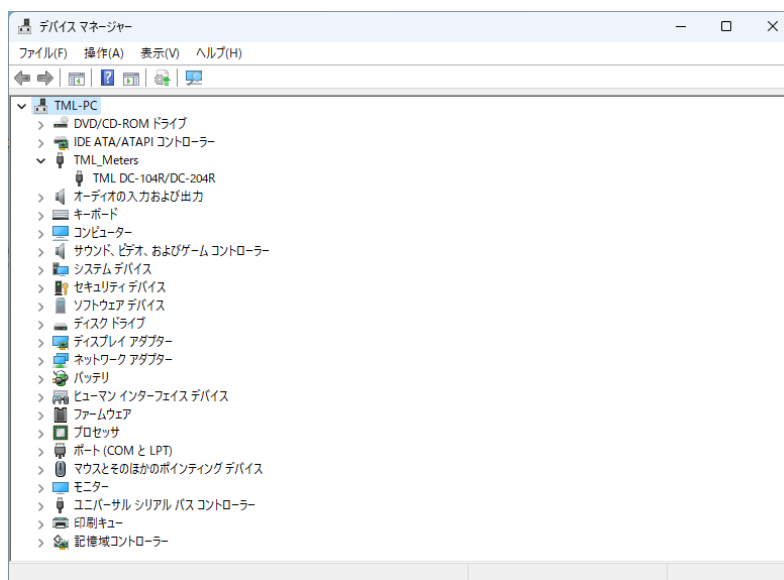 デバイス マネージャー
ファイル(F) 操作(A) 表示(V) ヘルプ(H)
TML-PC
DVD/CD-ROM ドライブ
IDE ATA/ATAPI コントローラー
TML_Meters
TML DC-104R/DC-204R
オーディオの入力および出力
キーボード
コンピューター
サウンド、ビデオ、およびゲーム コントローラー
システム デバイス
セキュリティ デバイス
ソフトウェア デバイス
ディスク ドライブ
ディスプレイ アダプター
ネットワーク アダプター
バッテリ
ヒューマン インターフェイス デバイス
ファームウェア
プロセッサ
ポート (COM と LPT)
マウスとそのほかのポインティング デバイス
モニター
ユニバーサル シリアル バス コントローラー
印刷キュー
記憶域コントローラー